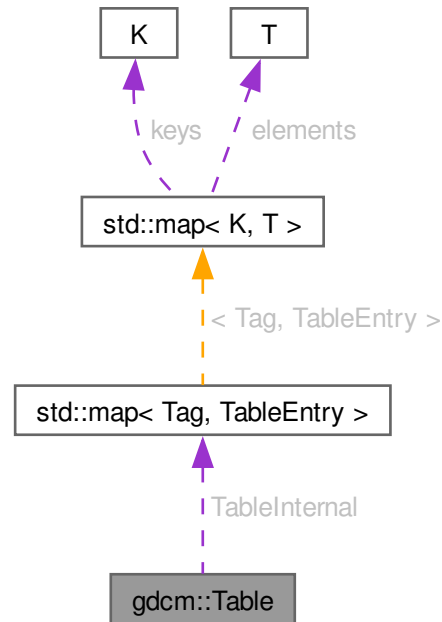 K
T
keys
elements
std::map< K, T >
< Tag, TableEntry >
std::map< Tag, TableEntry >
TableInternal
gdcm::Table